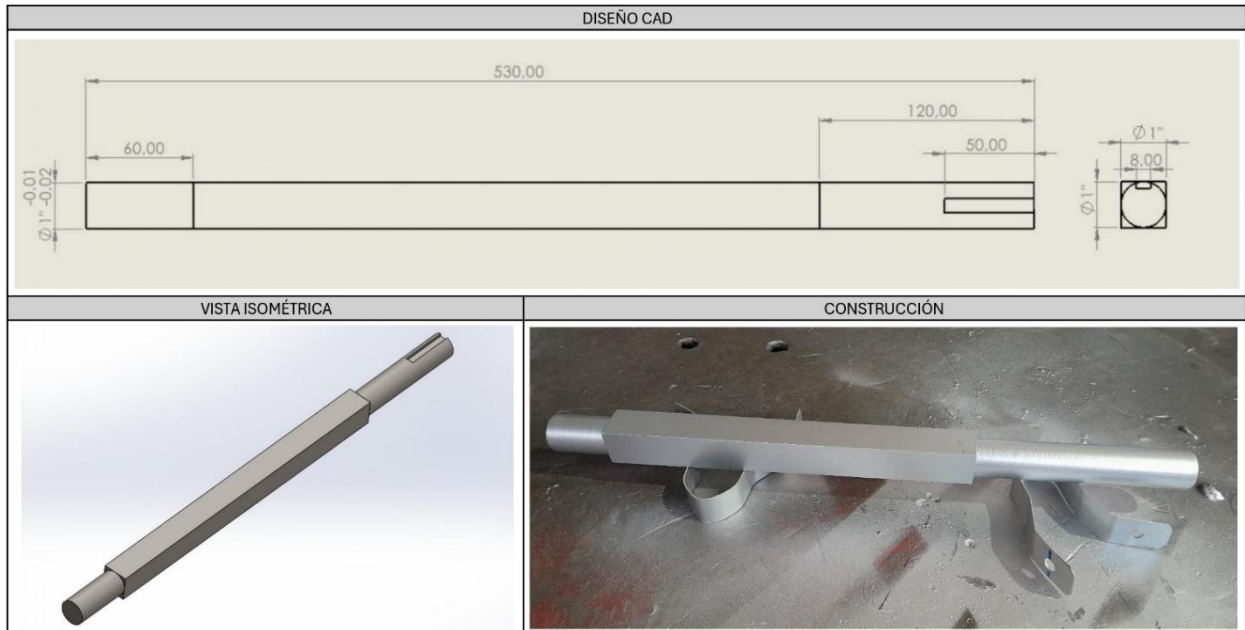 DISEÑO CAD
530,00
120,00
60,00
50,00
Ø 1"
8,00
-0.01
Ø 1" -0.02
Ø 1"
VISTA ISOMÉTRICA
CONSTRUCCIÓN